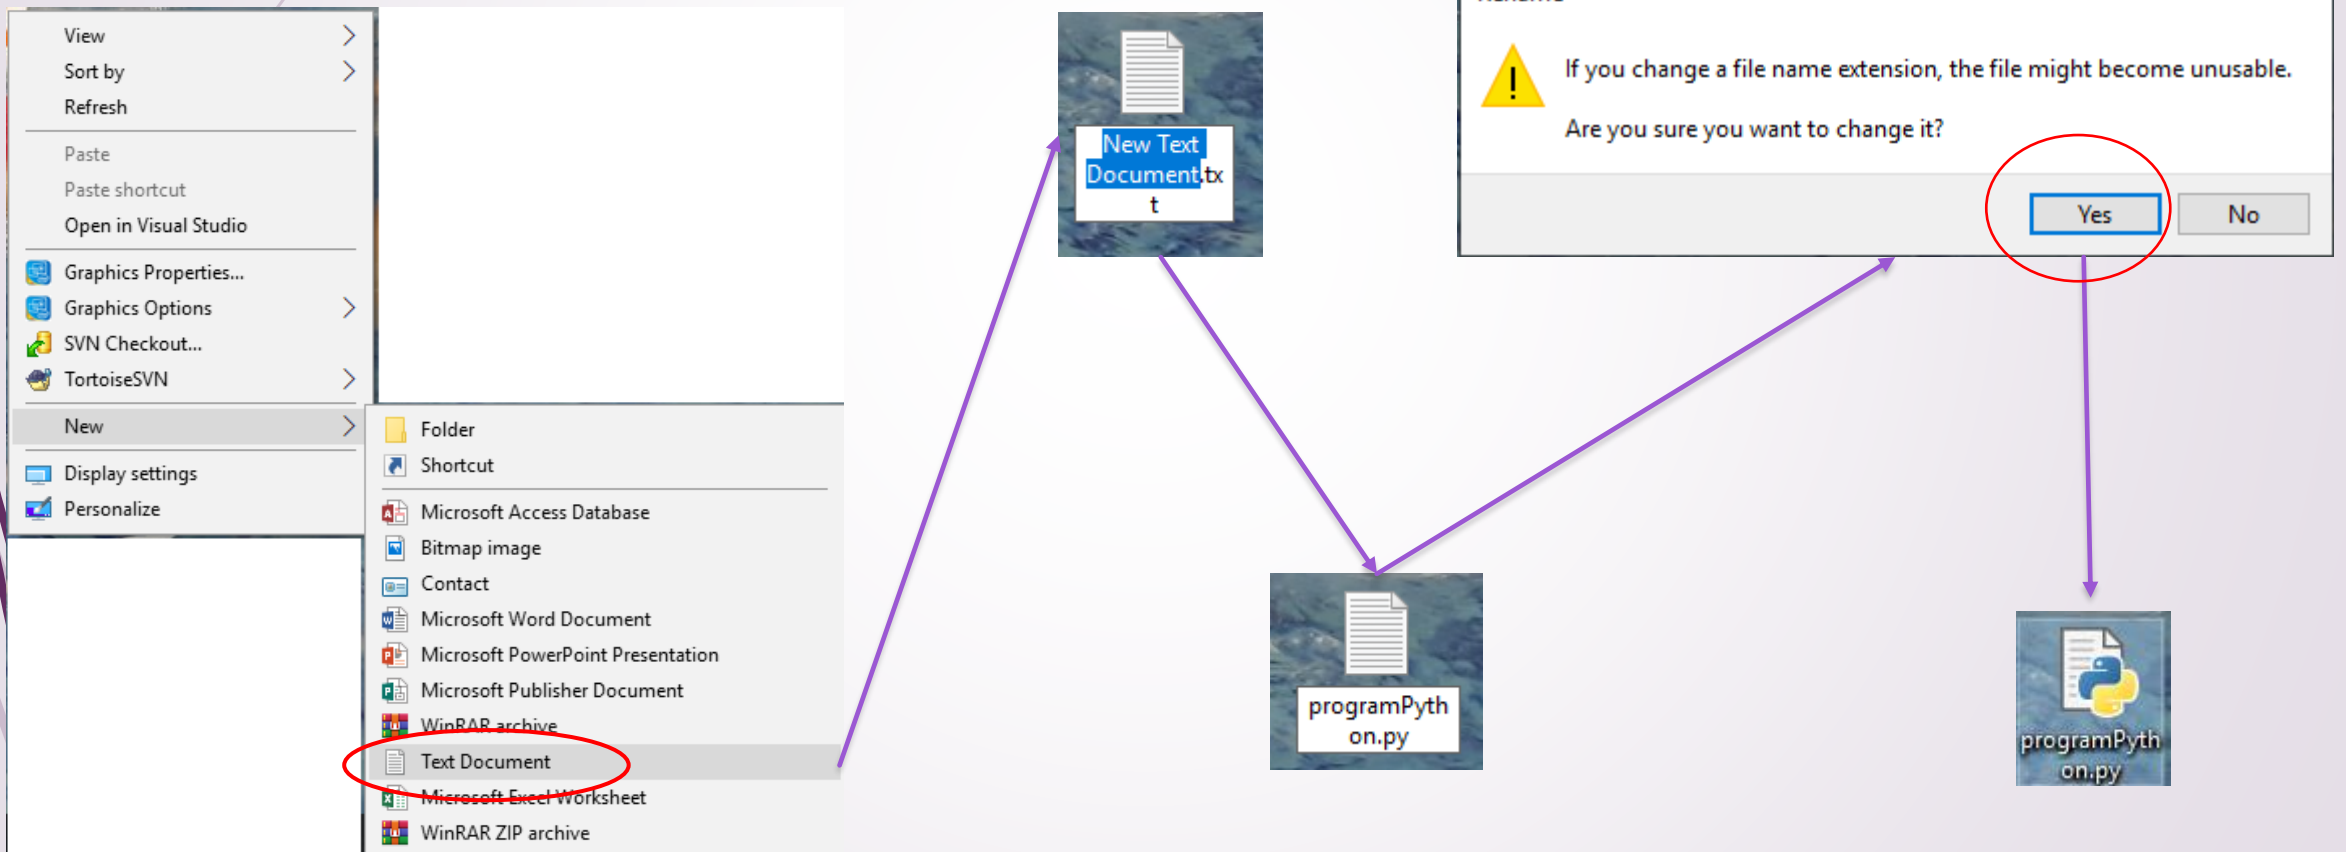 View
Sort by
Refresh
Paste
Paste shortcut
Open in Visual Studio
Graphics Properties...
Graphics Options
SVN Checkout...
TortoiseSVN
New
Display settings
Personalize
Folder
Shortcut
Microsoft Access Database
Bitmap image
Contact
Microsoft Word Document
Microsoft PowerPoint Presentation
Microsoft Publisher Document
WinRAR archive
Text Document
Microsoft Excel Worksheet
WinRAR ZIP archive
New Text
Document.tx
t
programPyth
on.py
If you change a file name extension, the file might become unusable.
Are you sure you want to change it?
Yes
No
programPyth
on.py